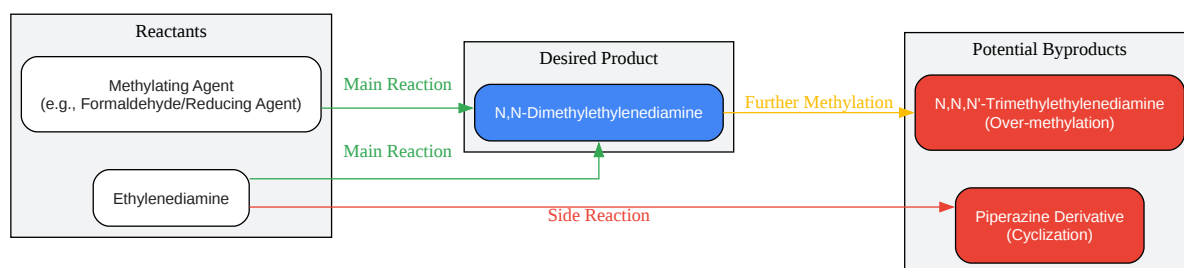 Reactants
Methylating Agent
(e.g., Formaldehyde/Reducing Agent)
Ethylenediamine
Main Reaction
Main Reaction
Desired Product
N,N-Dimethylethylenediamine
Further Methylation
Side Reaction
Potential Byproducts
N,N,N'-Trimethylethylenediamine
(Over-methylation)
Piperazine Derivative
(Cyclization)